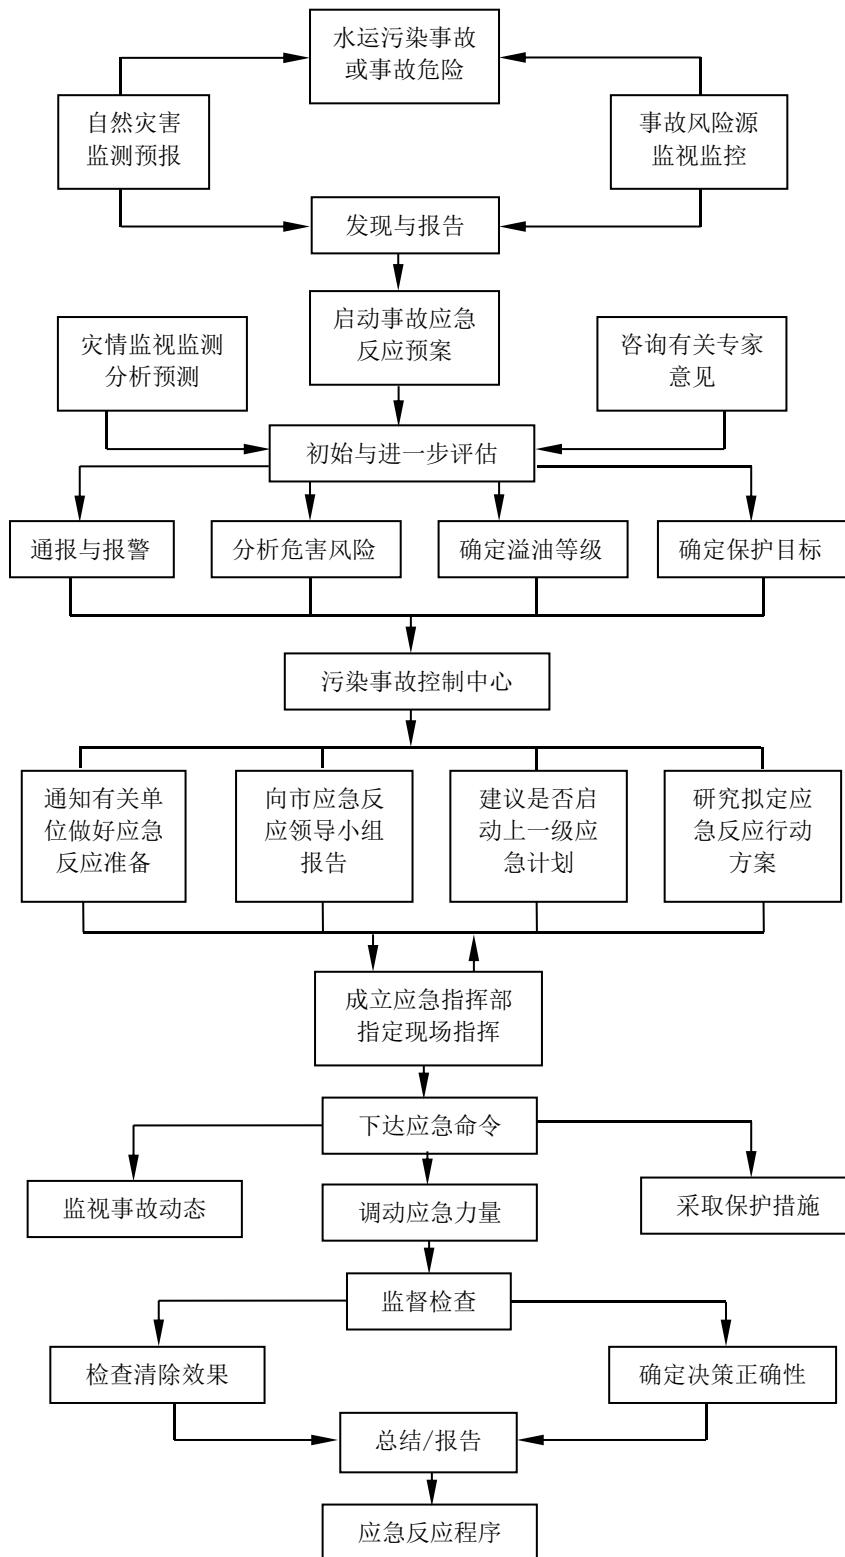 水运污染事故
或事故危险
自然灾害
监测预报
事故风险源
监视监控
发现与报告
启动事故应急
反应预案
灾情监视监测
分析预测
咨询有关专家
意见
初始与进一步评估
通报与报警
分析危害风险
确定溢油等级
确定保护目标
污染事故控制中心
通知有关单
位做好应急
反应准备
向市应急反
应领导小组
报告
建议是否启
动上一级应
急计划
研究拟定应
急反应行动
方案
成立应急指挥部
指定现场指挥
下达应急命令
监视事故动态
调动应急力量
采取保护措施
监督检查
检查清除效果
确定决策正确性
总结/报告
应急反应程序